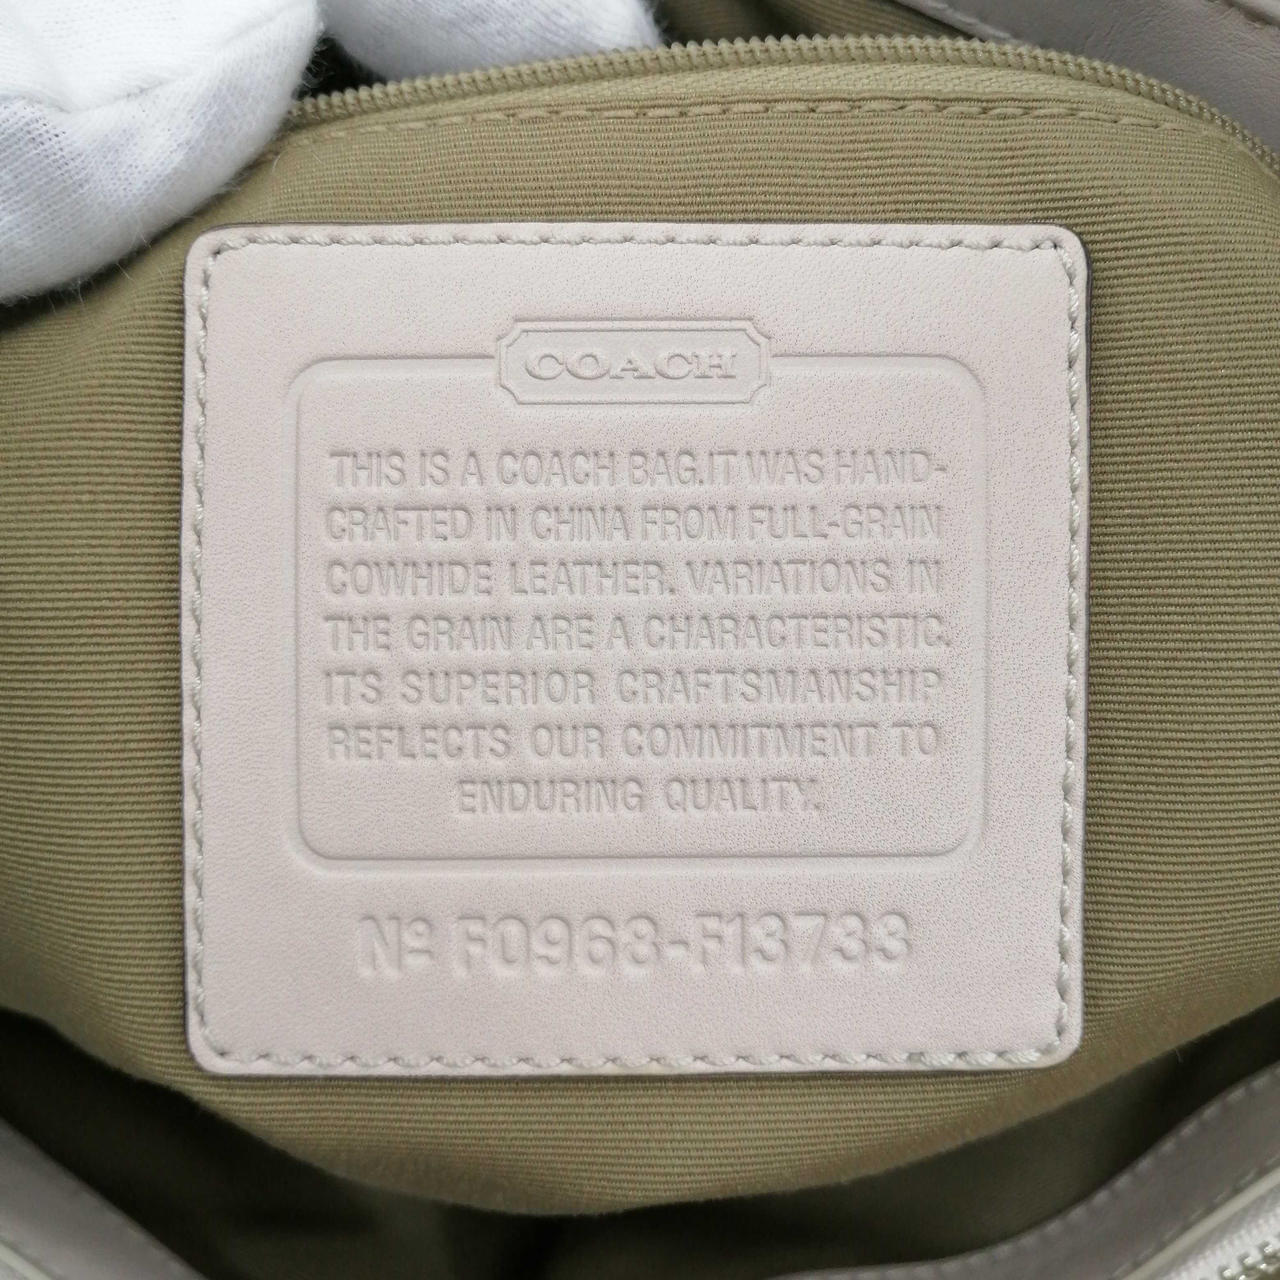 COACH
THIS IS A COACH BAG.IT WAS HAND-
CRAFTED IN CHINA FROM FULL-GRAIN
COWHIDE LEATHER. VARIATIONS IN
THE GRAIN ARE A CHARACTERISTIC.
ITS SUPERIOR CRAFTSMANSHIP
REFLECTS OUR COMMITMENT TO
ENDURING QUALITY.
Nº F0968-F13733